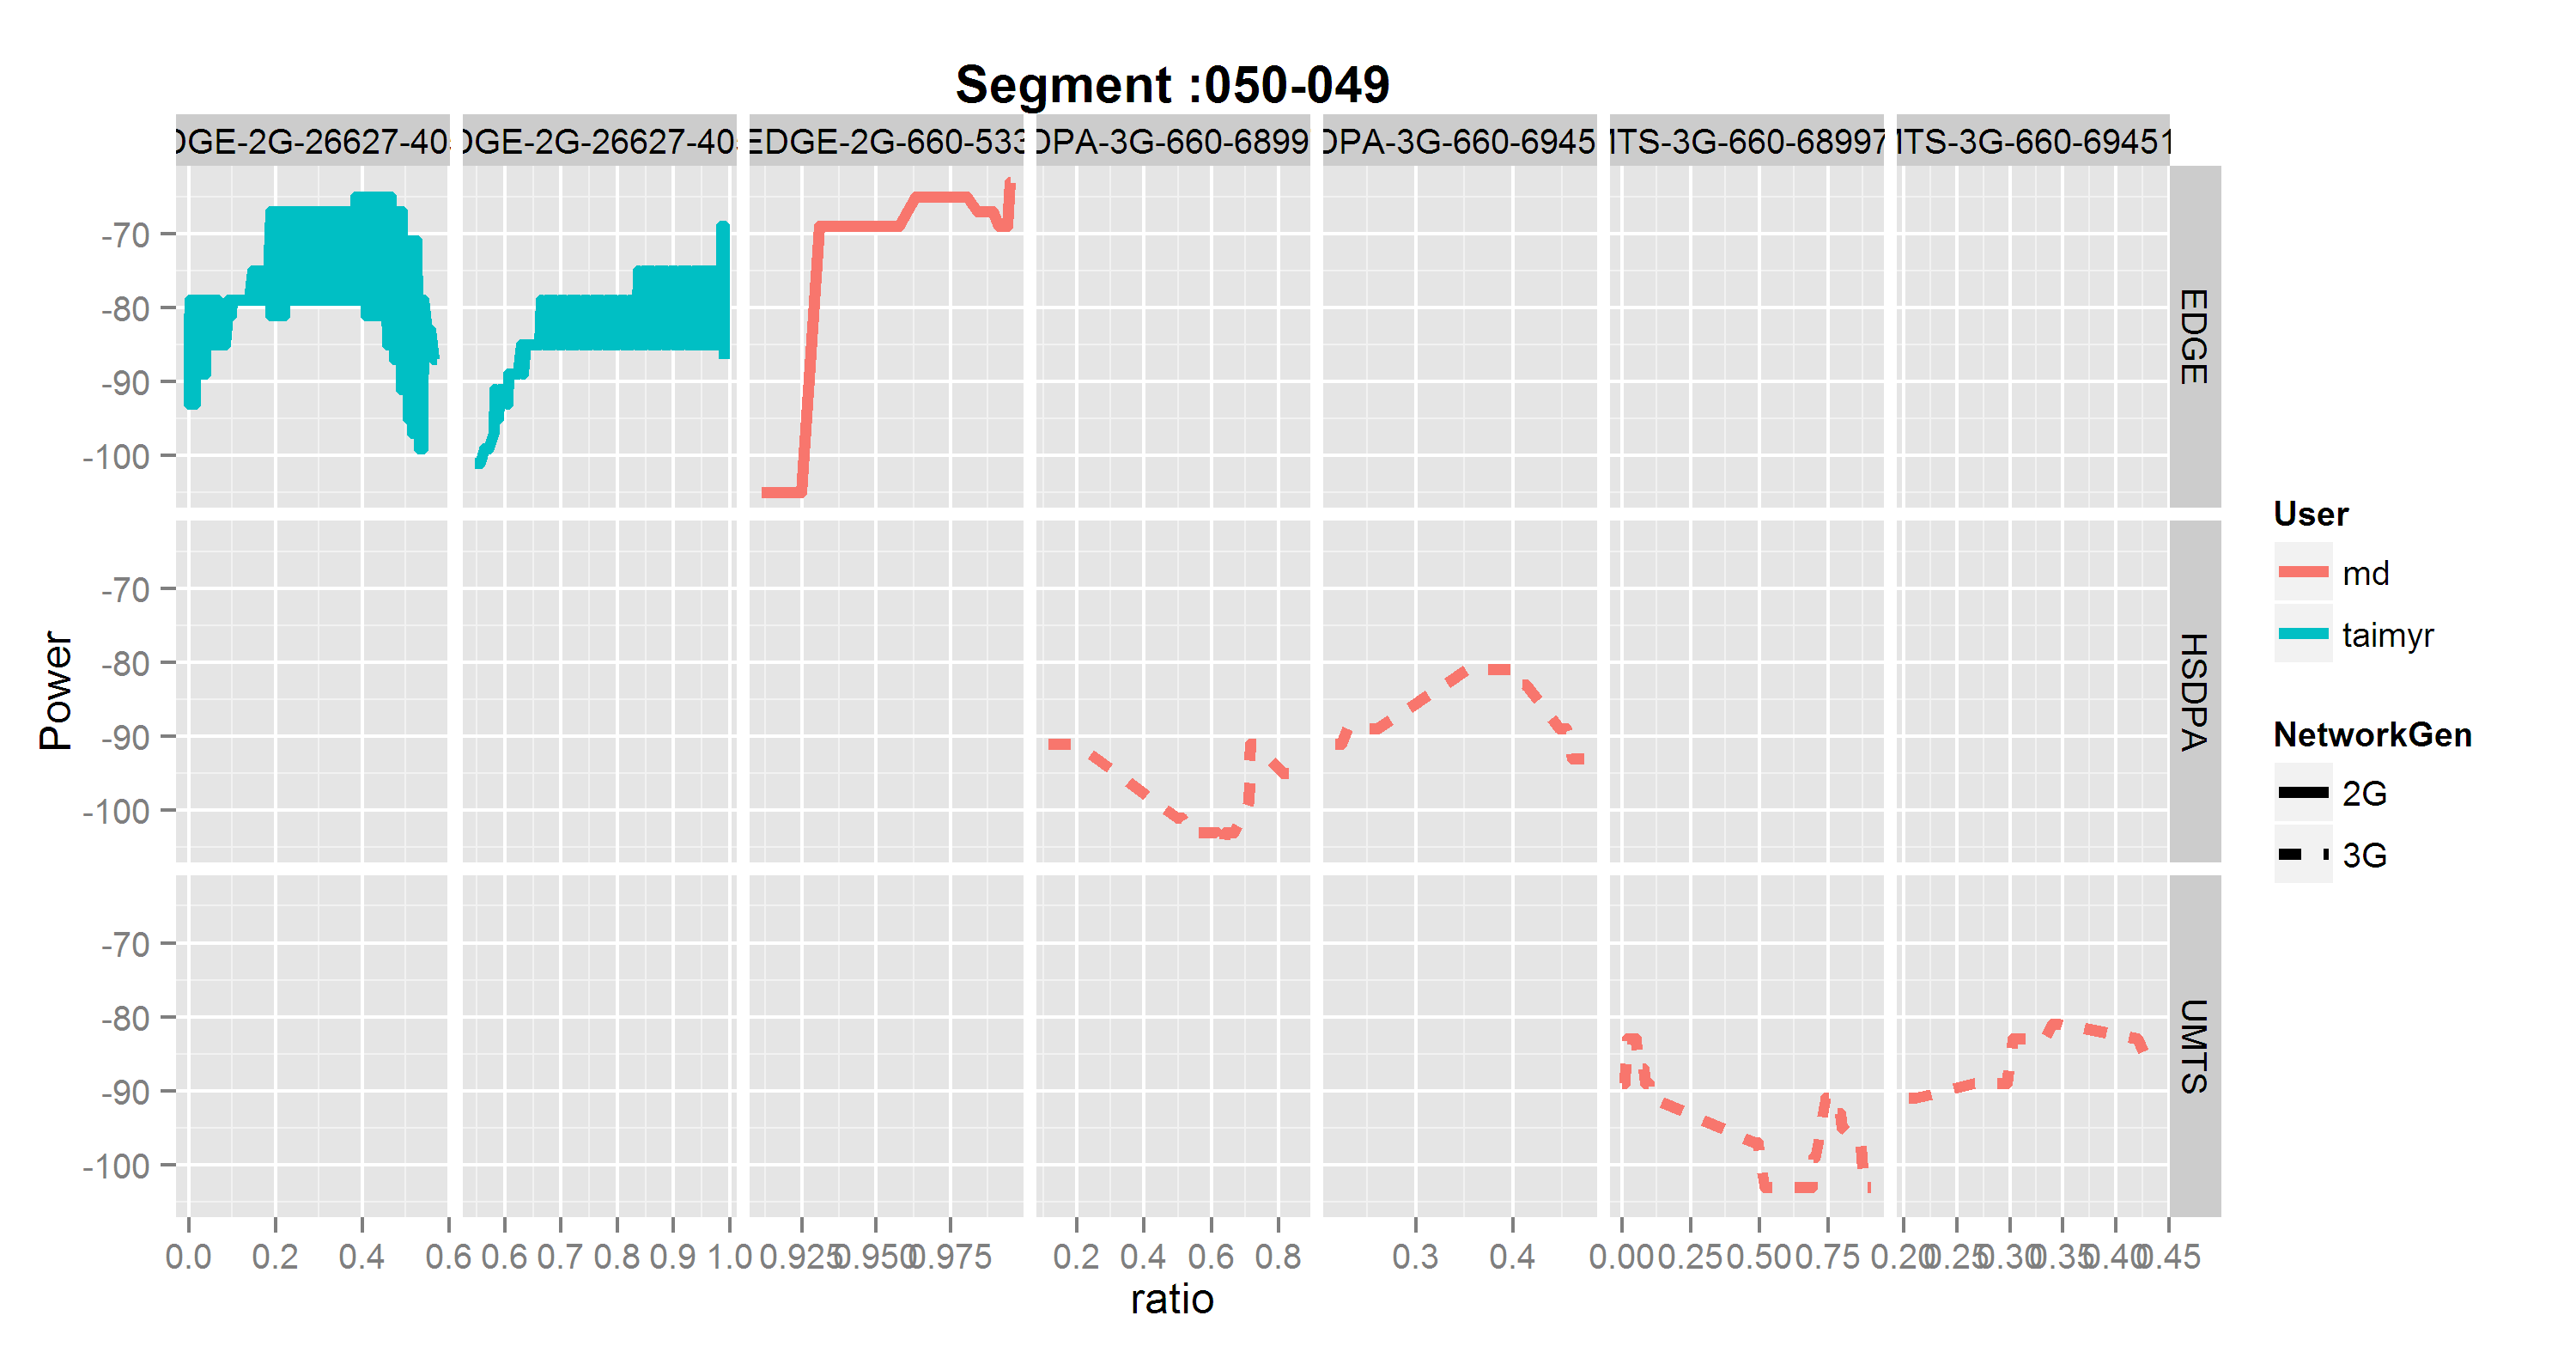 Segment :050-049
DGE-2G-26627-40
DGE-2G-26627-40
EDGE-2G-660-533
DPA-3G-660-6899
DPA-3G-660-6945
MTS-3G-660-68997
MTS-3G-660-69451
-70
-80
-90
-100
EDGE
-70
-80
-90
-100
HSDPA
-70
-80
-90
-100
UMTS
Power
0.0 0.2 0.4 0.6
0.6 0.7 0.8 0.9 1.0
0.925 0.950 0.975
0.2 0.4 0.6 0.8
0.3 0.4
0.00 0.25 0.50 0.75
0.20 0.25 0.30 0.35 0.40 0.45
ratio
User
md
taimyr
NetworkGen
2G
3G